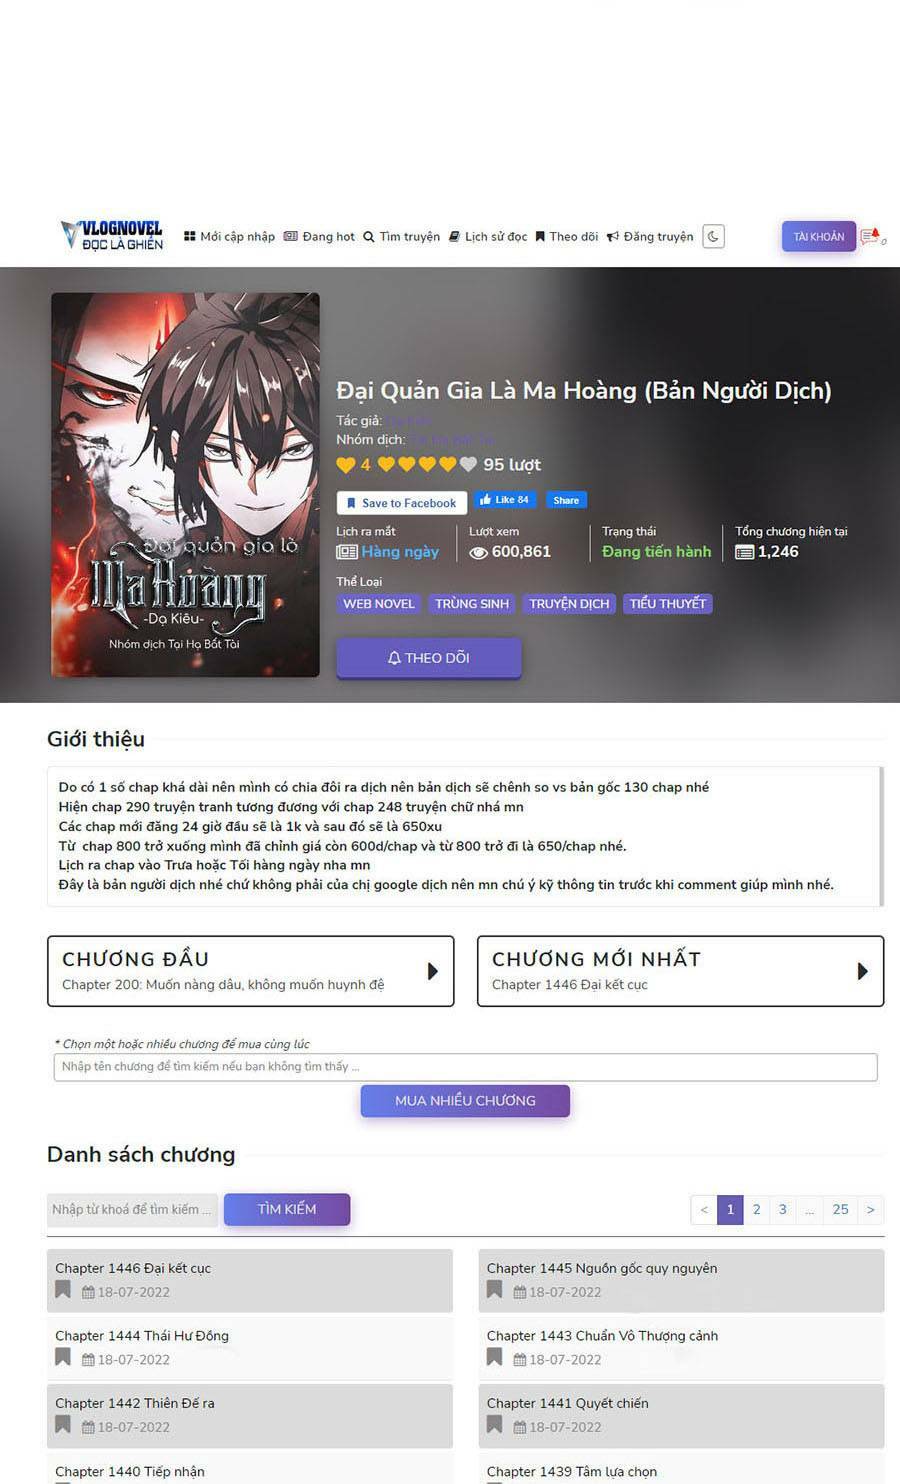 VLOGNOVEL
ĐỌC LÀ GHIỀN
Mới cập nhập Đang hot Tìm truyện Lịch sử đọc Theo dõi Đăng truyện
TÀI KHOẢN
0
Đại quản gia là
Ma Hoàng
-Dạ Kiêu-
Nhóm dịch Tại Hạ Bất Tài
Đại Quản Gia Là Ma Hoàng (Bản Người Dịch)
Tác giả:
Nhóm dịch: Tại Hạ Bất Tài
4 95 lượt
Save to Facebook Like 84 Share
Lịch ra mắt Lượt xem Trạng thái Tổng chương hiện tại
Hàng ngày 600,861 Đang tiến hành 1,246
Thể Loại
WEB NOVEL TRÙNG SINH TRUYỆN DỊCH TIỂU THUYẾT
THEO DÕI
Giới thiệu
Do có 1 số chap khá dài nên mình có chia đôi ra dịch nên bản dịch sẽ chênh so vs bản gốc 130 chap nhé
Hiện chap 290 truyện tranh tương đương với chap 248 truyện chữ nhá mn
Các chap mới đăng 24 giờ đầu sẽ là 1k và sau đó sẽ là 650xu
Từ chap 800 trở xuống mình đã chỉnh giá còn 600d/chap và từ 800 trở đi là 650/chap nhé.
Lịch ra chap vào Trưa hoặc Tối hàng ngày nha mn
Đây là bản người dịch nhé chứ không phải của chị google dịch nên mn chú ý kỹ thông tin trước khi comment giúp mình nhé.
CHƯƠNG ĐẦU
Chapter 200: Muốn nàng dâu, không muốn huynh đệ
CHƯƠNG MỚI NHẤT
Chapter 1446 Đại kết cục
* Chọn một hoặc nhiều chương để mua cùng lúc
Nhập tên chương để tìm kiếm nếu bạn không tìm thấy ...
MUA NHIỀU CHƯƠNG
Danh sách chương
Nhập từ khoá để tìm kiếm ... TÌM KIẾM < 1 2 3 ... 25 >
Chapter 1446 Đại kết cục
18-07-2022
Chapter 1445 Nguồn gốc quy nguyên
18-07-2022
Chapter 1444 Thái Hư Đồng
18-07-2022
Chapter 1443 Chuẩn Vô Thượng cảnh
18-07-2022
Chapter 1442 Thiên Đế ra
18-07-2022
Chapter 1441 Quyết chiến
18-07-2022
Chapter 1440 Tiếp nhận
Chapter 1439 Tâm lựa chọn